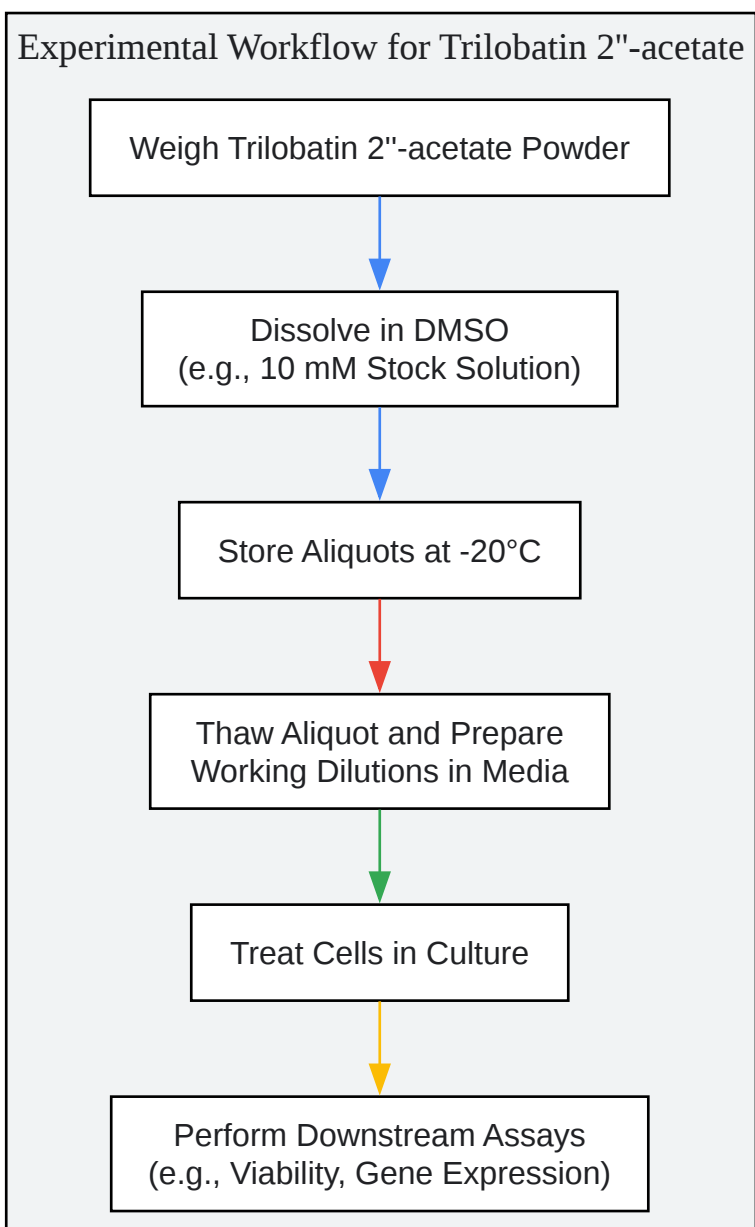 Experimental Workflow for Trilobatin 2"-acetate
Weigh Trilobatin 2''-acetate Powder
Dissolve in DMSO
(e.g., 10 mM Stock Solution)
Store Aliquots at -20°C
Thaw Aliquot and Prepare
Working Dilutions in Media
Treat Cells in Culture
Perform Downstream Assays
(e.g., Viability, Gene Expression)